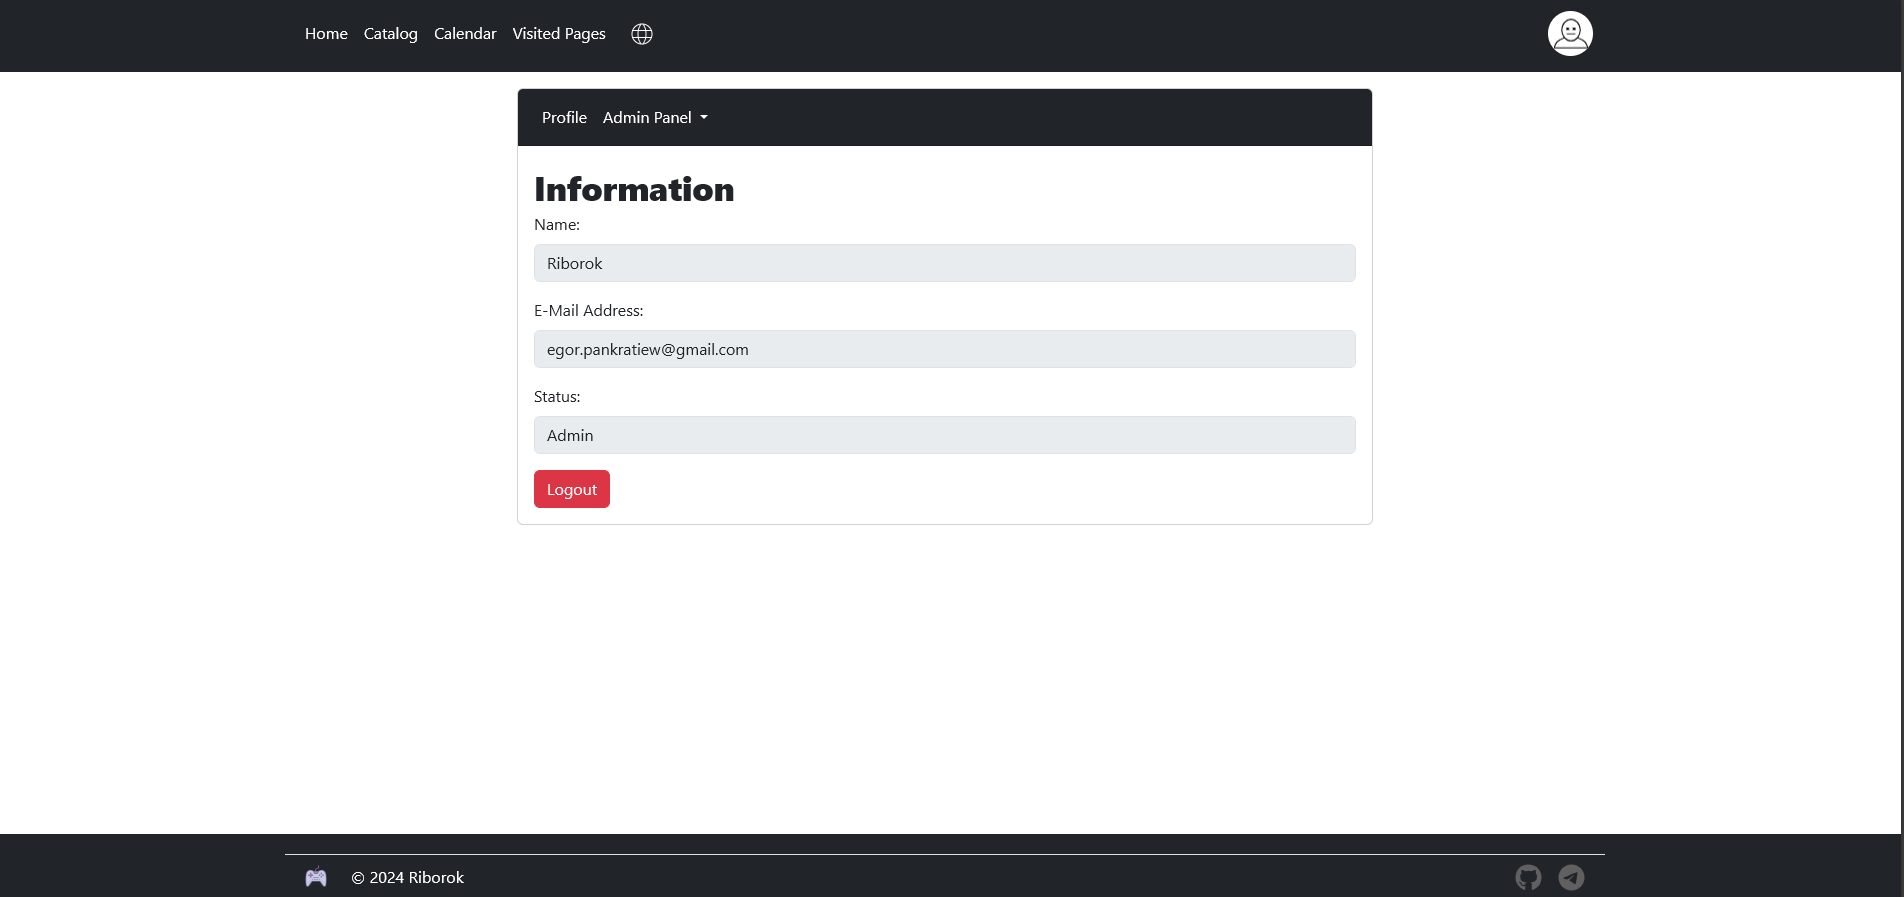 Home Catalog Calendar Visited Pages
Profile Admin Panel
Information
Name:
Riborok
E-Mail Address:
egor.pankratiew@gmail.com
Status:
Admin
Logout
© 2024 Riborok